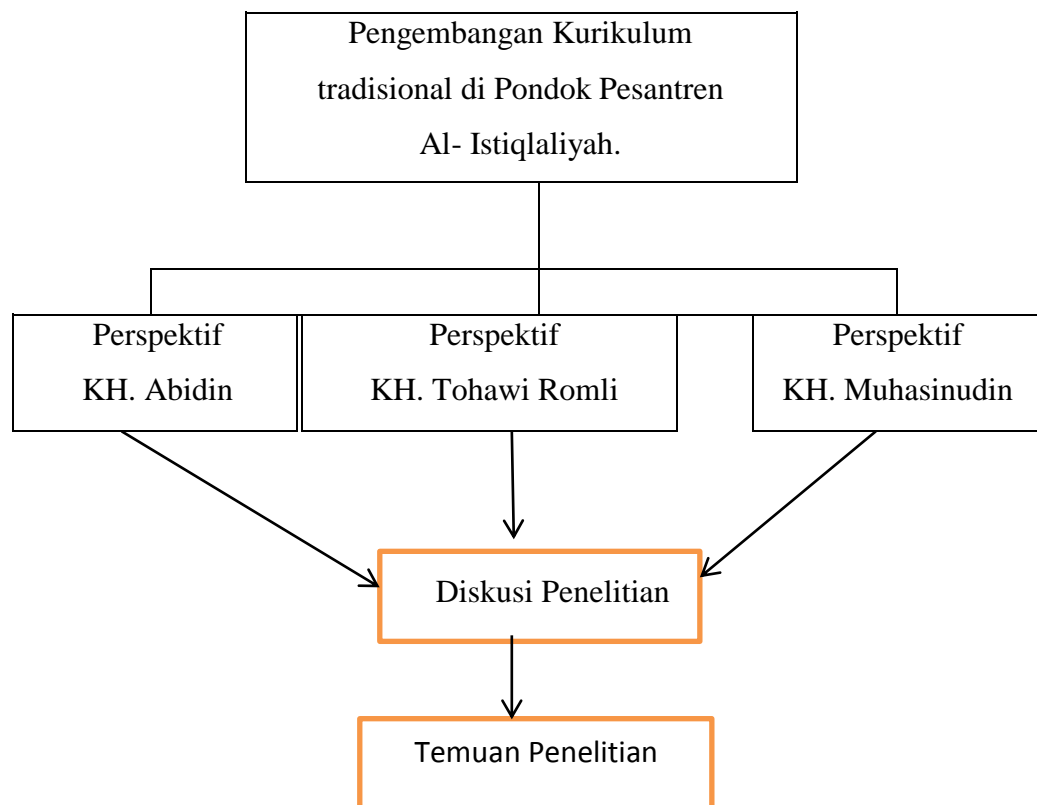 Pengembangan Kurikulum
tradisional di Pondok Pesantren
Al- Istiqlaliyah.
Perspektif
KH. Abidin
Perspektif
KH. Tohawi Romli
Perspektif
KH. Muhasinudin
Diskusi Penelitian
Temuan Penelitian